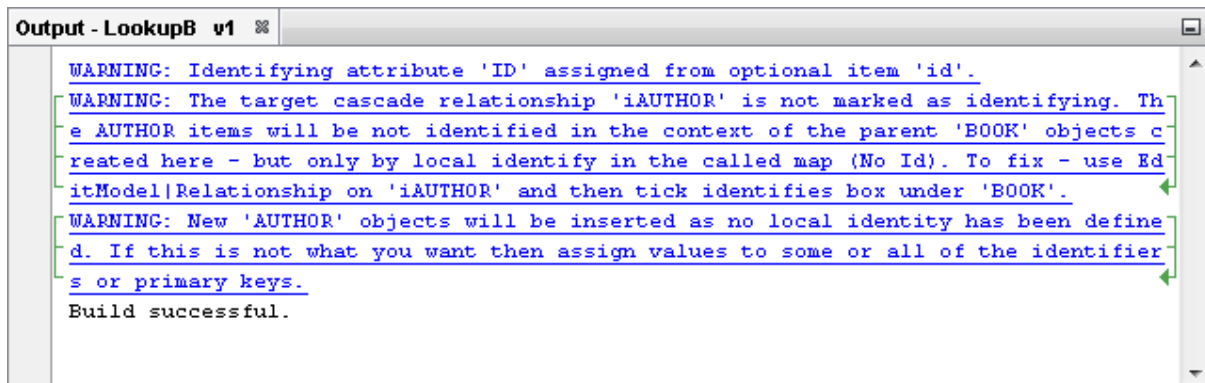 Output - LookupB v1
WARNING: Identifying attribute 'ID' assigned from optional item 'id'.
WARNING: The target cascade relationship 'iAUTHOR' is not marked as identifying. Th
e AUTHOR items will be not identified in the context of the parent 'BOOK' objects c
reated here - but only by local identify in the called map (No Id). To fix - use Ed
itModel|Relationship on 'iAUTHOR' and then tick identifies box under 'BOOK'.
WARNING: New 'AUTHOR' objects will be inserted as no local identity has been define
d. If this is not what you want then assign values to some or all of the identifier
s or primary keys.
Build successful.